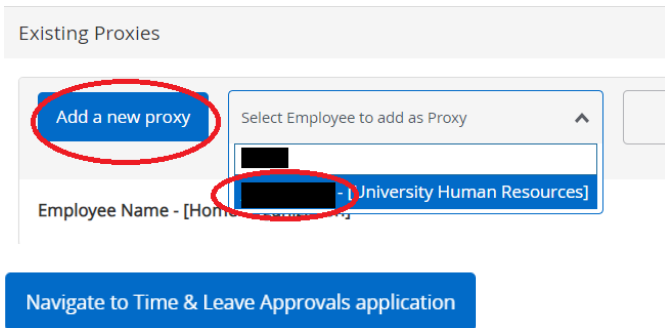 Existing Proxies
Add a new proxy
Select Employee to add as Proxy
- [University Human Resources]
Employee Name - [Home
Navigate to Time & Leave Approvals application